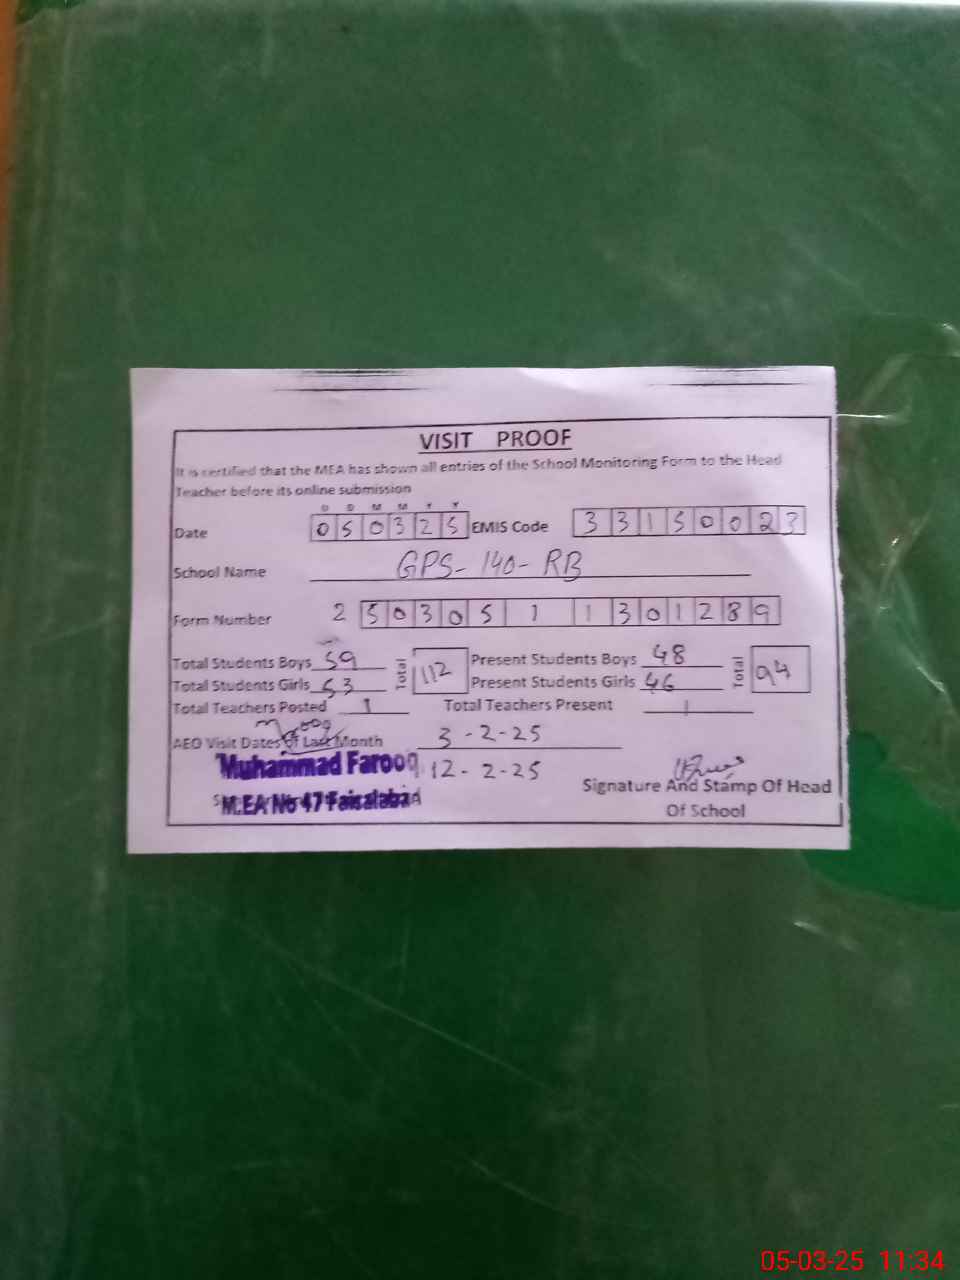 VISIT PROOF
It is certified that the MEA has shown all entries of the School Monitoring Form to the Head
Teacher before its online submission
D D M M Y Y
Date 050325 EMIS Code 33150023
School Name GPS-140-RB
Form Number 2 50305 1 1301289
Total Students Boys 59 Total 112 Present Students Boys 48 Total 94
Total Students Girls 53 Present Students Girls 46
Total Teachers Posted 1 Total Teachers Present 1
AEO Visit Dates of Last Month 3-2-25
Muhammad Farooq 12-2-25
Signature And Stamp Of Head
M.EA No 47 Faisalabad
Of School
05-03-25 11:34